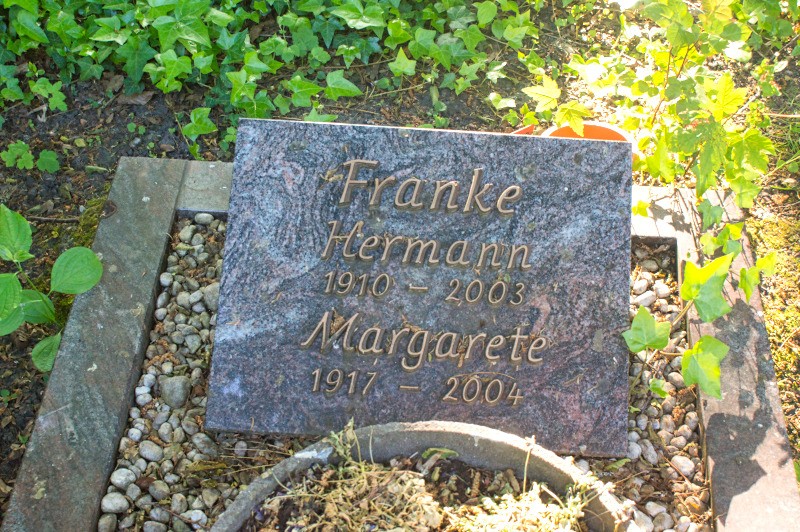 Franke
Hermann
1910 – 2003
Margarete
1917 – 2004